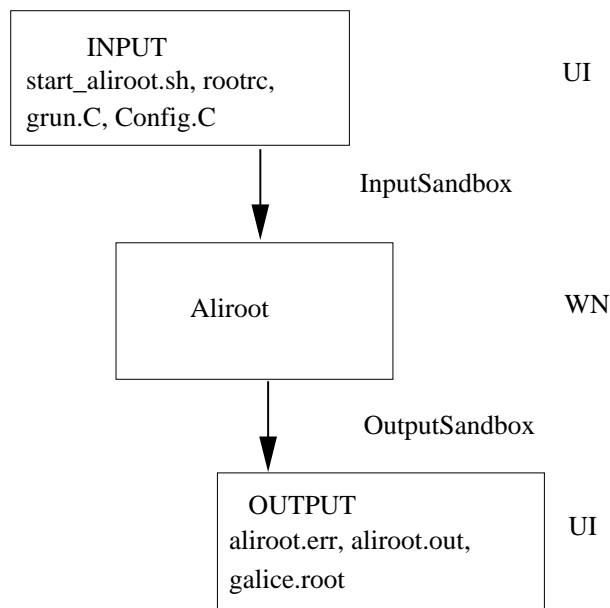 INPUT
start_aliroot.sh, rootrc,
grun.C, Config.C
UI
InputSandbox
Aliroot
WN
OutputSandbox
OUTPUT
aliroot.err, aliroot.out,
galice.root
UI